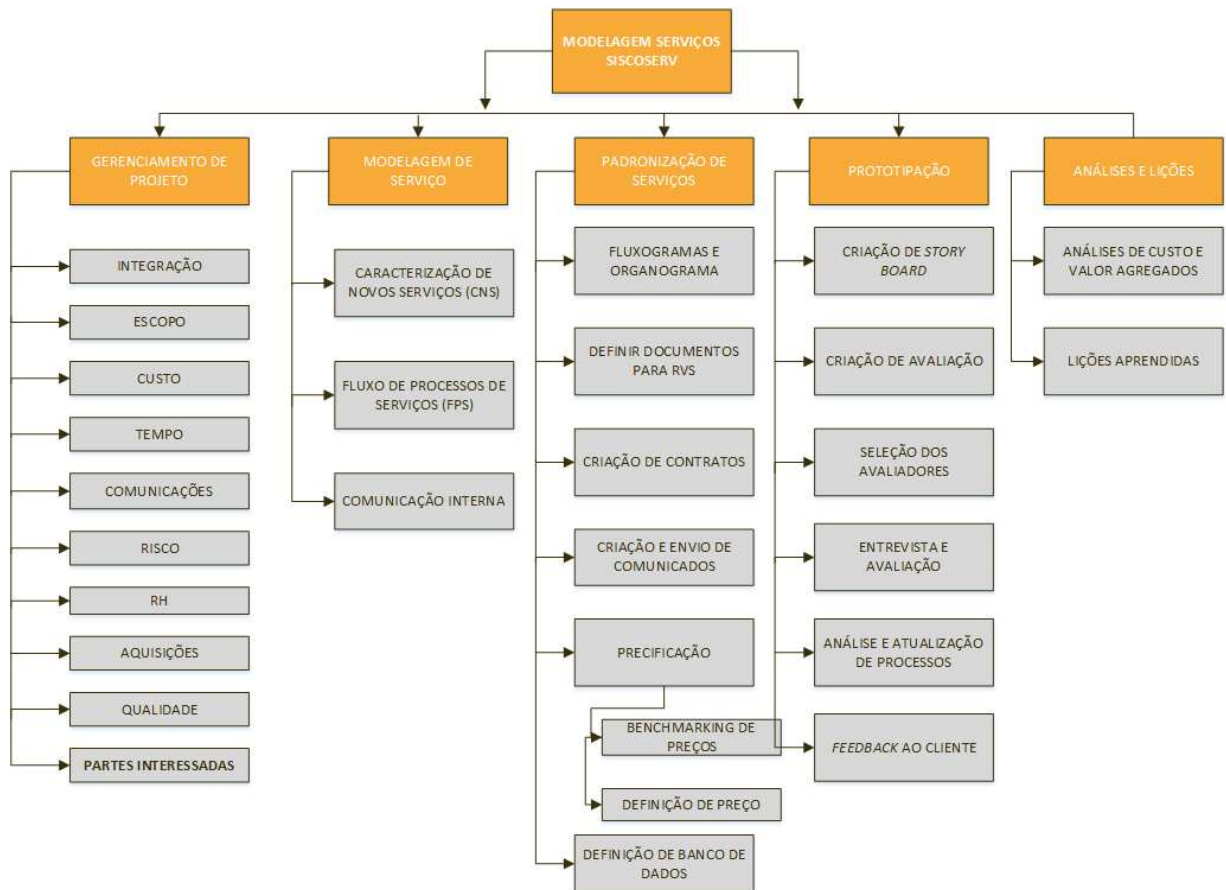 MODELAGEM SERVIÇOS
SISCOSERV
GERENCIAMENTO DE
PROJETO
INTEGRAÇÃO
ESCOPO
CUSTO
TEMPO
COMUNICAÇÕES
RISCO
RH
AQUISIÇÕES
QUALIDADE
PARTES INTERESSADAS
MODELAGEM DE
SERVIÇO
CARACTERIZAÇÃO DE
NOVOS SERVIÇOS (CNS)
FLUXO DE PROCESSOS DE
SERVIÇOS (FPS)
COMUNICAÇÃO INTERNA
PADRONIZAÇÃO DE
SERVIÇOS
FLUXOGRAMAS E
ORGANOGRAMA
DEFINIR DOCUMENTOS
PARA RVS
CRIAÇÃO DE CONTRATOS
CRIAÇÃO E ENVIO DE
COMUNICADOS
PRECIFICAÇÃO
BENCHMARKING DE
PREÇOS
DEFINIÇÃO DE PREÇO
DEFINIÇÃO DE BANCO DE
DADOS
PROTOTIPAÇÃO
CRIAÇÃO DE STORY
BOARD
CRIAÇÃO DE AVALIAÇÃO
SELEÇÃO DOS
AVALIADORES
ENTREVISTA E
AVALIAÇÃO
ANÁLISE E ATUALIZAÇÃO
DE PROCESSOS
FEEDBACK AO CLIENTE
ANÁLISES E LIÇÕES
ANÁLISES DE CUSTO E
VALOR AGREGADOS
LIÇÕES APRENDIDAS